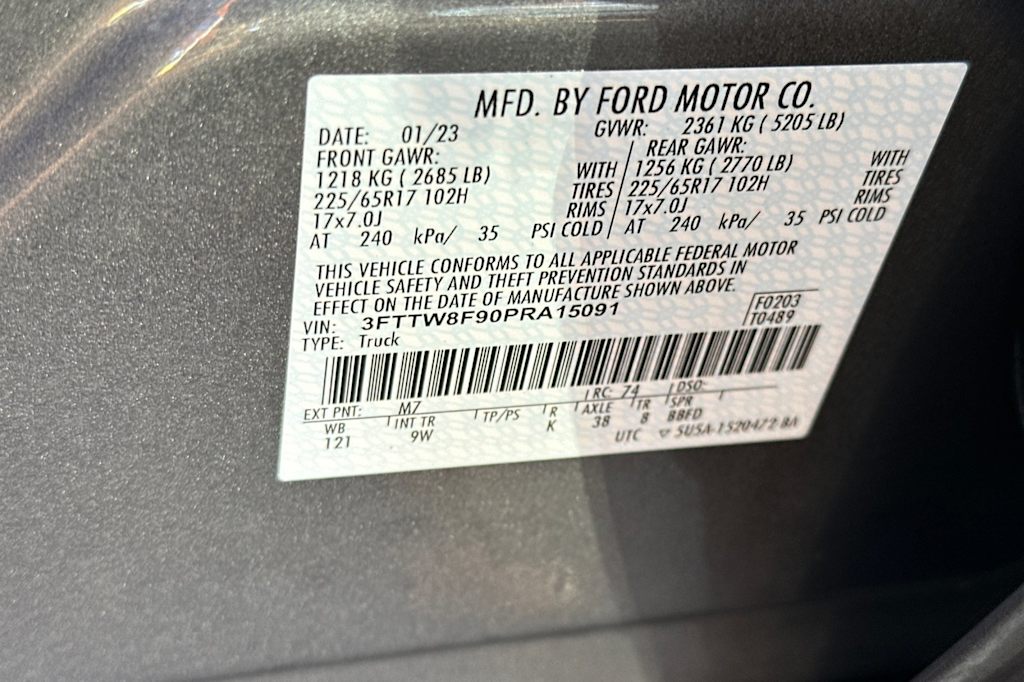 MFD. BY FORD MOTOR CO.
DATE: 01/23 GVWR: 2361 KG ( 5205 LB)
FRONT GAWR: REAR GAWR:
1218 KG ( 2685 LB) WITH 1256 KG ( 2770 LB) WITH
225/65R17 102H TIRES 225/65R17 102H TIRES
17x7.0J RIMS 17x7.0J RIMS
AT 240 kPa/ 35 PSI COLD AT 240 kPa/ 35 PSI COLD
THIS VEHICLE CONFORMS TO ALL APPLICABLE FEDERAL MOTOR
VEHICLE SAFETY AND THEFT PREVENTION STANDARDS IN
EFFECT ON THE DATE OF MANUFACTURE SHOWN ABOVE.
VIN: 3FTTW8F90PRA15091 F0203
TYPE: Truck T0489
EXT PNT: M7 RC: 74 DSO:
WB INT TR TP/PS R AXLE TR SPR
121 9W K 38 8 BBFD
UTC 5U5A-1520472-BA